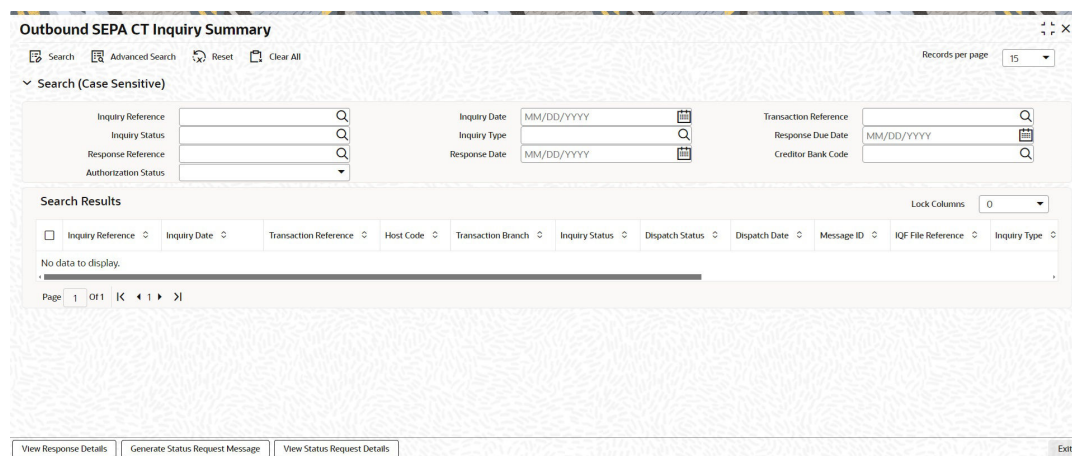 Outbound SEPA CT Inquiry Summary
Search Advanced Search Reset Clear All Records per page 15
Search (Case Sensitive)
Inquiry Reference Inquiry Date MM/DD/YYYY Transaction Reference
Inquiry Status Inquiry Type Response Due Date MM/DD/YYYY
Response Reference Response Date MM/DD/YYYY Creditor Bank Code
Authorization Status
Search Results Lock Columns 0
Inquiry Reference Inquiry Date Transaction Reference Host Code Transaction Branch Inquiry Status Dispatch Status Dispatch Date Message ID IQF File Reference Inquiry Type
No data to display.
Page 1 Of 1 1
View Response Details Generate Status Request Message View Status Request Details Exit